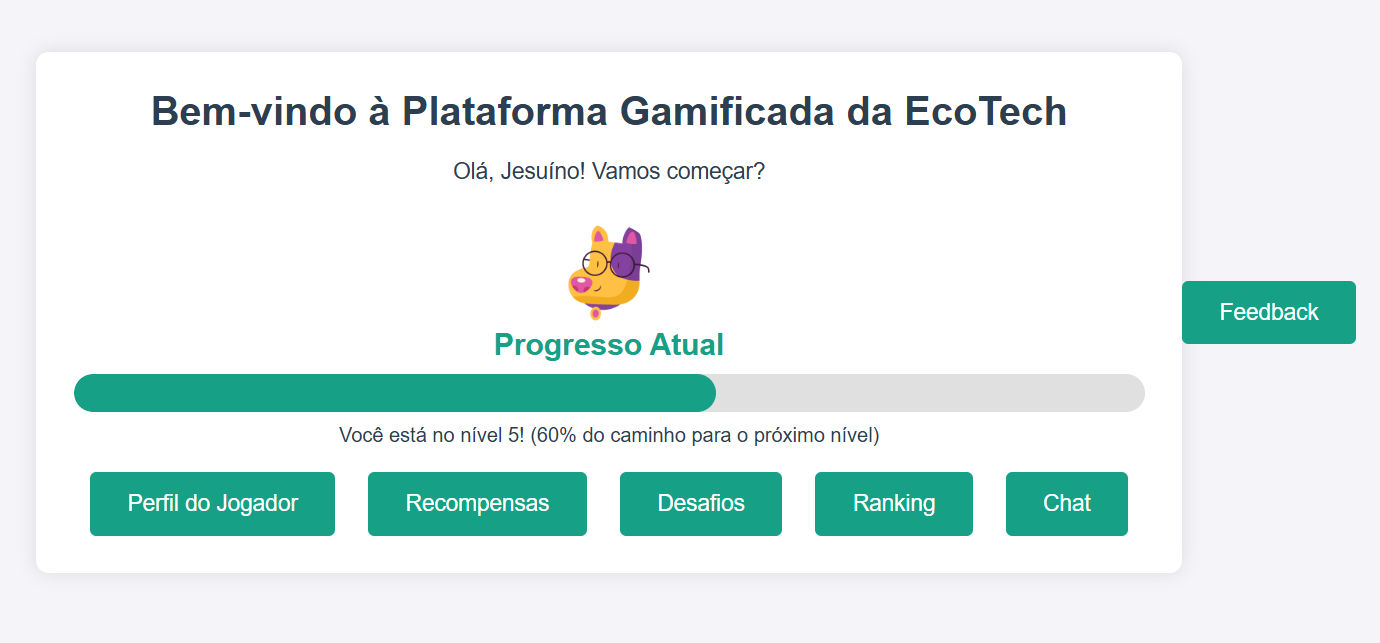 Bem-vindo à Plataforma Gamificada da EcoTech
Olá, Jesuíno! Vamos começar?
Feedback
Progresso Atual
Você está no nível 5! (60% do caminho para o próximo nível)
Perfil do Jogador
Recompensas
Desafios
Ranking
Chat